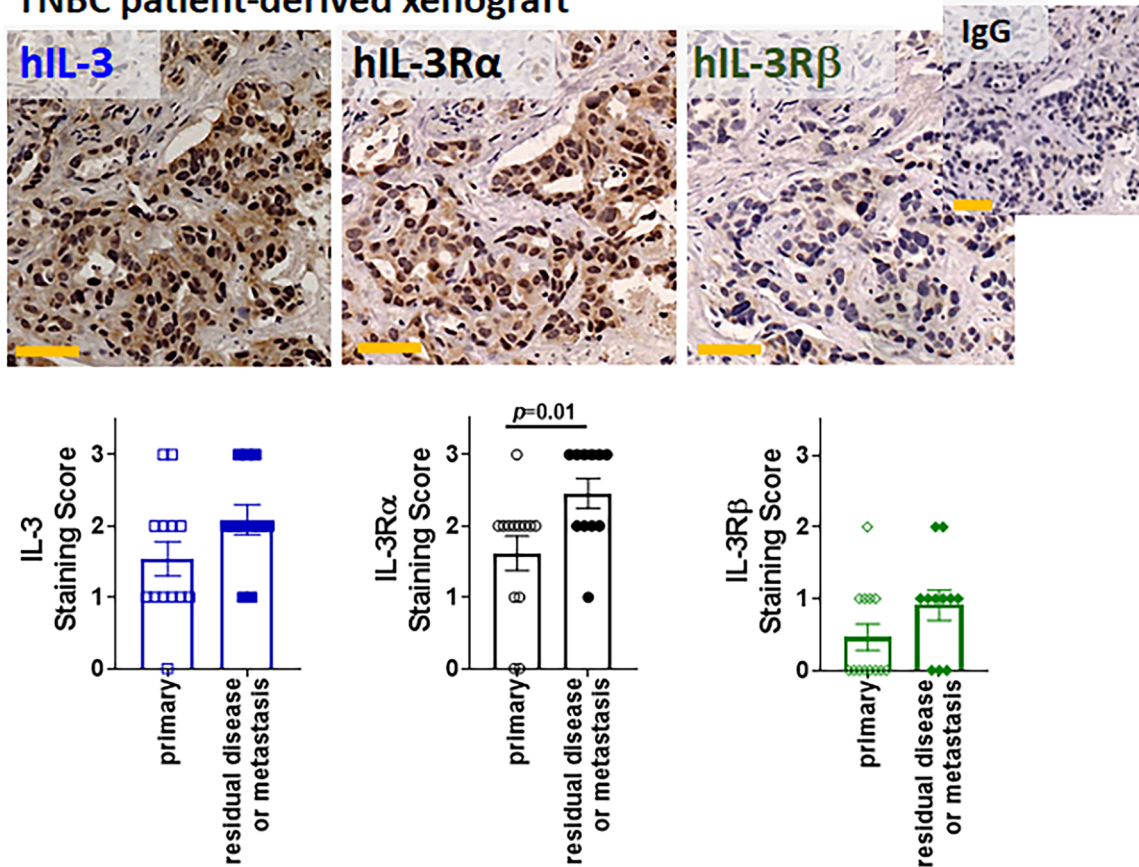 TNBC patient-derived xenograft
hIL-3
hIL-3Rα
hIL-3Rβ
IgG
IL-3
Staining Score
3
2
1
0
primary
residual disease
or metastasis
p=0.01
IL-3Rα
Staining Score
3
2
1
0
primary
residual disease
or metastasis
IL-3Rβ
Staining Score
3
2
1
0
primary
residual disease
or metastasis